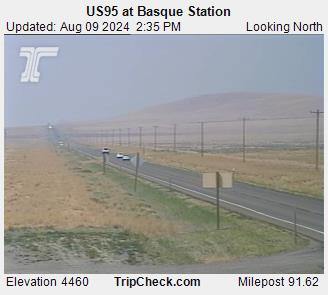 US95 at Basque Station
Updated: Aug 09 2024 2:35 PM Looking North
Elevation 4460 TripCheck.com Milepost 91.62